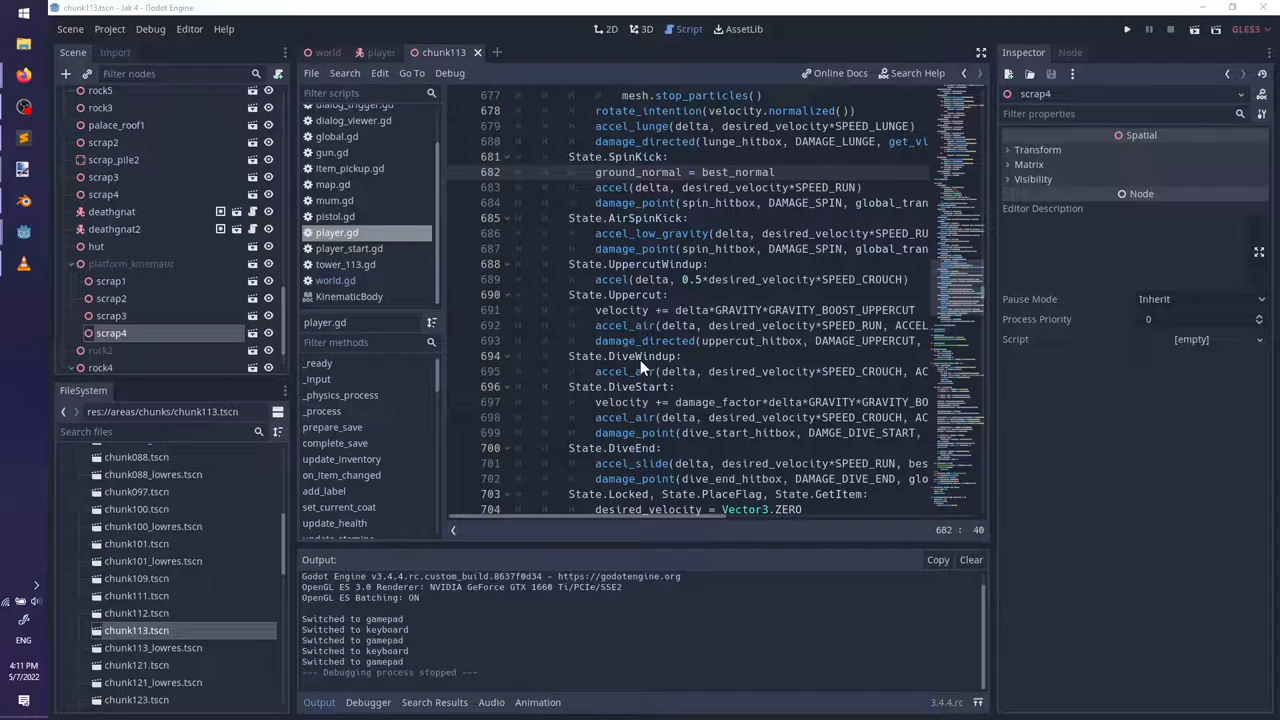 chunk113.tscn - Jak 4 - Godot Engine
Scene Project Debug Editor Help
2D 3D Script AssetLib
GLES3
Scene Import
Filter nodes
rock5
rock3
palace_roof1
scrap2
scrap_pile2
scrap3
scrap4
deathgnat
deathgnat2
hut
platform_kinematic
scrap1
scrap2
scrap3
scrap4
ruck2
rock4
FileSystem
res://areas/chunks/chunk113.tscn
Search files
chunk088.tscn
chunk088_lowres.tscn
chunk097.tscn
chunk100.tscn
chunk100_lowres.tscn
chunk101.tscn
chunk101_lowres.tscn
chunk109.tscn
chunk111.tscn
chunk112.tscn
chunk113.tscn
chunk113_lowres.tscn
chunk121.tscn
chunk121_lowres.tscn
chunk123.tscn
world player chunk113
File Search Edit Go To Debug
Online Docs Search Help
Filter scripts
dialog_trigger.gd
dialog_viewer.gd
global.gd
gun.gd
item_pickup.gd
map.gd
mum.gd
pistol.gd
player.gd
player_start.gd
tower_113.gd
world.gd
KinematicBody
player.gd
Filter methods
_ready
_input
_physics_process
_process
prepare_save
complete_save
update_inventory
on_item_changed
add_label
set_current_coat
update_health
update_stamina
677 mesh.stop_particles()
678 rotate_intention(velocity.normalized())
679 accel_lunge(delta, desired_velocity*SPEED_LUNGE)
680 damage_directed(lunge_hitbox, DAMAGE_LUNGE, get_vi
681 State.SpinKick:
682 ground_normal = best_normal
683 accel(delta, desired_velocity*SPEED_RUN)
684 damage_point(spin_hitbox, DAMAGE_SPIN, global_tran
685 State.AirSpinKick:
686 accel_low_gravity(delta, desired_velocity*SPEED_RU
687 damage_point(spin_hitbox, DAMAGE_SPIN, global_tran
688 State.UppercutWindup:
689 accel(delta, 0.5*desired_velocity*SPEED_CROUCH)
690 State.Uppercut:
691 velocity += delta*GRAVITY*GRAVITY_BOOST_UPPERCUT
692 accel_air(delta, desired_velocity*SPEED_RUN, ACCEL
693 damage_directed(uppercut_hitbox, DAMAGE_UPPERCUT,
694 State.DiveWindup:
695 accel_air(delta, desired_velocity*SPEED_CROUCH, AC
696 State.DiveStart:
697 velocity += damage_factor*delta*GRAVITY*GRAVITY_BO
698 accel_air(delta, desired_velocity*SPEED_CROUCH, AC
699 damage_point(dive_start_hitbox, DAMGE_DIVE_START,
700 State.DiveEnd:
701 accel_slide(delta, desired_velocity*SPEED_RUN, bes
702 damage_point(dive_end_hitbox, DAMAGE_DIVE_END, glo
703 State.Locked, State.PlaceFlag, State.GetItem:
704 desired_velocity = Vector3.ZERO
682 : 40
Output:
Copy Clear
Godot Engine v3.4.4.rc.custom_build.8637f0d34 - https://godotengine.org
OpenGL ES 3.0 Renderer: NVIDIA GeForce GTX 1660 Ti/PCIe/SSE2
OpenGL ES Batching: ON
Switched to gamepad
Switched to keyboard
Switched to gamepad
Switched to keyboard
Switched to gamepad
--- Debugging process stopped ---
Output Debugger Search Results Audio Animation
3.4.4.rc
Inspector Node
scrap4
Filter properties
Spatial
Transform
Matrix
Visibility
Node
Editor Description
Pause Mode Inherit
Process Priority 0
Script [empty]
ENG
4:11 PM
5/7/2022